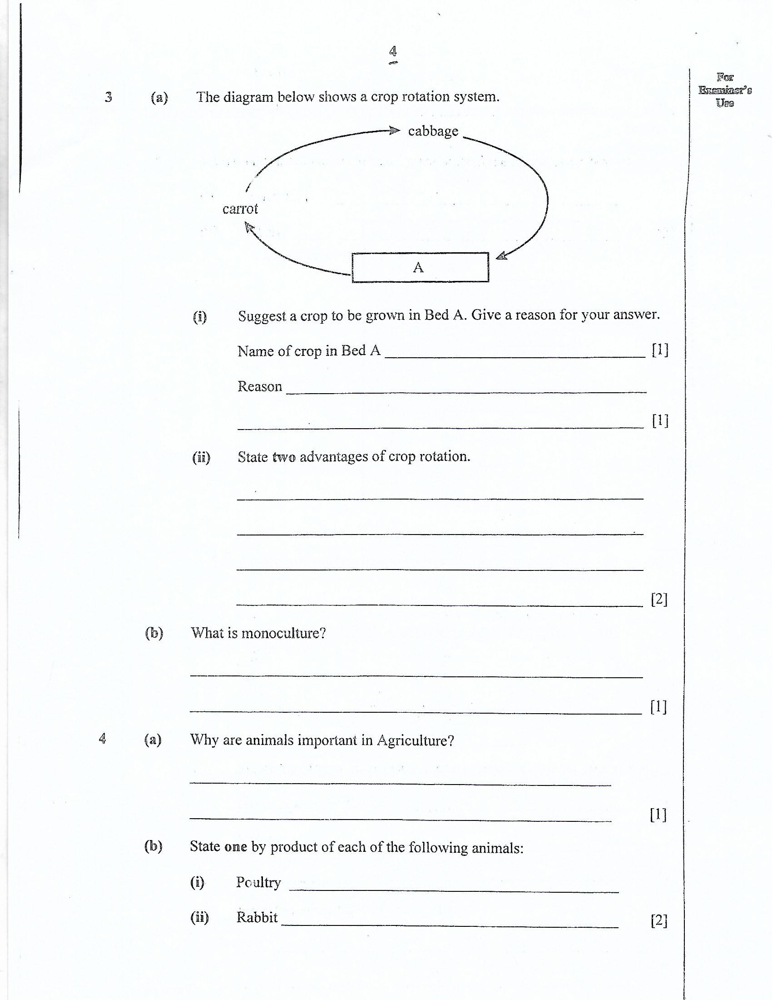 4
For
Examiner's
Use
3 (a) The diagram below shows a crop rotation system.
cabbage
carrot
A
(i) Suggest a crop to be grown in Bed A. Give a reason for your answer.
Name of crop in Bed A [1]
Reason
[1]
(ii) State two advantages of crop rotation.
[2]
(b) What is monoculture?
[1]
4 (a) Why are animals important in Agriculture?
[1]
(b) State one by product of each of the following animals:
(i) Poultry
(ii) Rabbit [2]